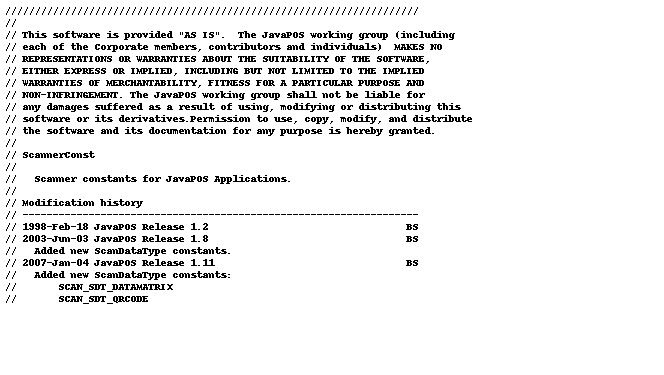 //////////////////////////////////////////////////////////////////////
//
// This software is provided "AS IS".  The JavaPOS working group (including
// each of the Corporate members, contributors and individuals)  MAKES NO
// REPRESENTATIONS OR WARRANTIES ABOUT THE SUITABILITY OF THE SOFTWARE,
// EITHER EXPRESS OR IMPLIED, INCLUDING BUT NOT LIMITED TO THE IMPLIED
// WARRANTIES OF MERCHANTABILITY, FITNESS FOR A PARTICULAR PURPOSE AND
// NON-INFRINGEMENT. The JavaPOS working group shall not be liable for
// any damages suffered as a result of using, modifying or distributing this
// software or its derivatives.Permission to use, copy, modify, and distribute
// the software and its documentation for any purpose is hereby granted.
//
// ScannerConst
//
//   Scanner constants for JavaPOS Applications.
//
// Modification history
// ------------------------------------------------------------------
// 1998-Feb-18 JavaPOS Release 1.2                                 BS
// 2003-Jun-03 JavaPOS Release 1.8                                 BS
//   Added new ScanDataType constants.
// 2007-Jan-04 JavaPOS Release 1.11                                BS
//   Added new ScanDataType constants:
//       SCAN_SDT_DATAMATRIX
//       SCAN_SDT_QRCODE